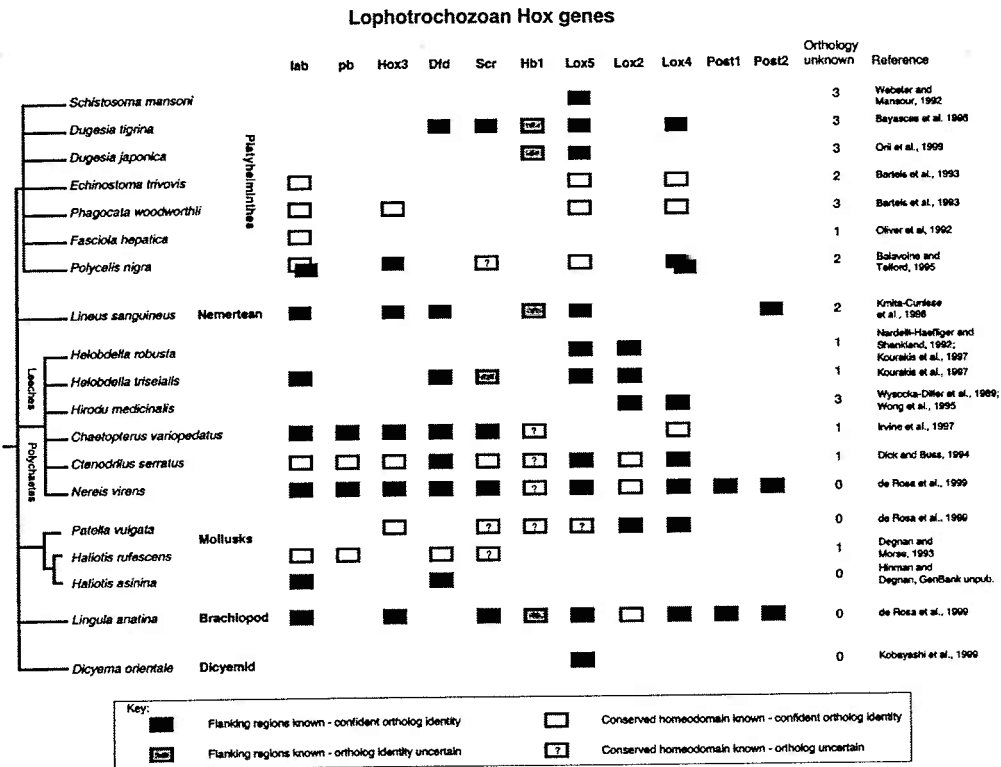 Lophotrochozoan Hox genes
lab pb Hox3 Dfd Scr Hb1 Lox5 Lox2 Lox4 Post1 Post2 Orthology unknown Reference
Schistosoma mansoni 3 Webster and Mansour, 1992
Dugesia tigrina 3 Bayascas et al. 1998
Dugesia japonica 3 Orii et al., 1999
Echinostoma trivovis 2 Bartels et al., 1993
Phagocata woodworthii ? 3 Bartels et al., 1993
Fasciola hepatica 1 Oliver et al, 1992
Polycelis nigra ? 2 Balavoine and Telford, 1995
Platyhelminthes
Lineus sanguineus Nemertean 2 Kmita-Cunisse et al., 1998
Helobdella robusta 1 Nardelli-Haefliger and Shankland, 1992; Kourakis et al. 1997
Helobdella triseialis 1 Kourakis et al. 1997
Hirodu medicinalis 3 Wysocka-Diller et al., 1989; Wong et al. 1995
Leeches
Chaetopterus variopedatus ? 1 Irvine et al., 1997
Ctenodrilus serratus ? 1 Dick and Buss, 1994
Nereis virens ? 0 de Rosa et al., 1999
Polychaetes
Patella vulgata ? ? ? 0 de Rosa et al., 1999
Mollusks
Haliotis rufescens ? 1 Degnan and Morse, 1993
Haliotis asinina 0 Hinman and Degnan, GenBank unpub.
Lingula anatina Brachiopod 0 de Rosa et al., 1999
Dicyema orientale Dicyemid 0 Kobayashi et al., 1999
Key:
Flanking regions known - confident ortholog identity
Conserved homeodomain known - confident ortholog identity
Flanking regions known - ortholog identity uncertain
? Conserved homeodomain known - ortholog uncertain